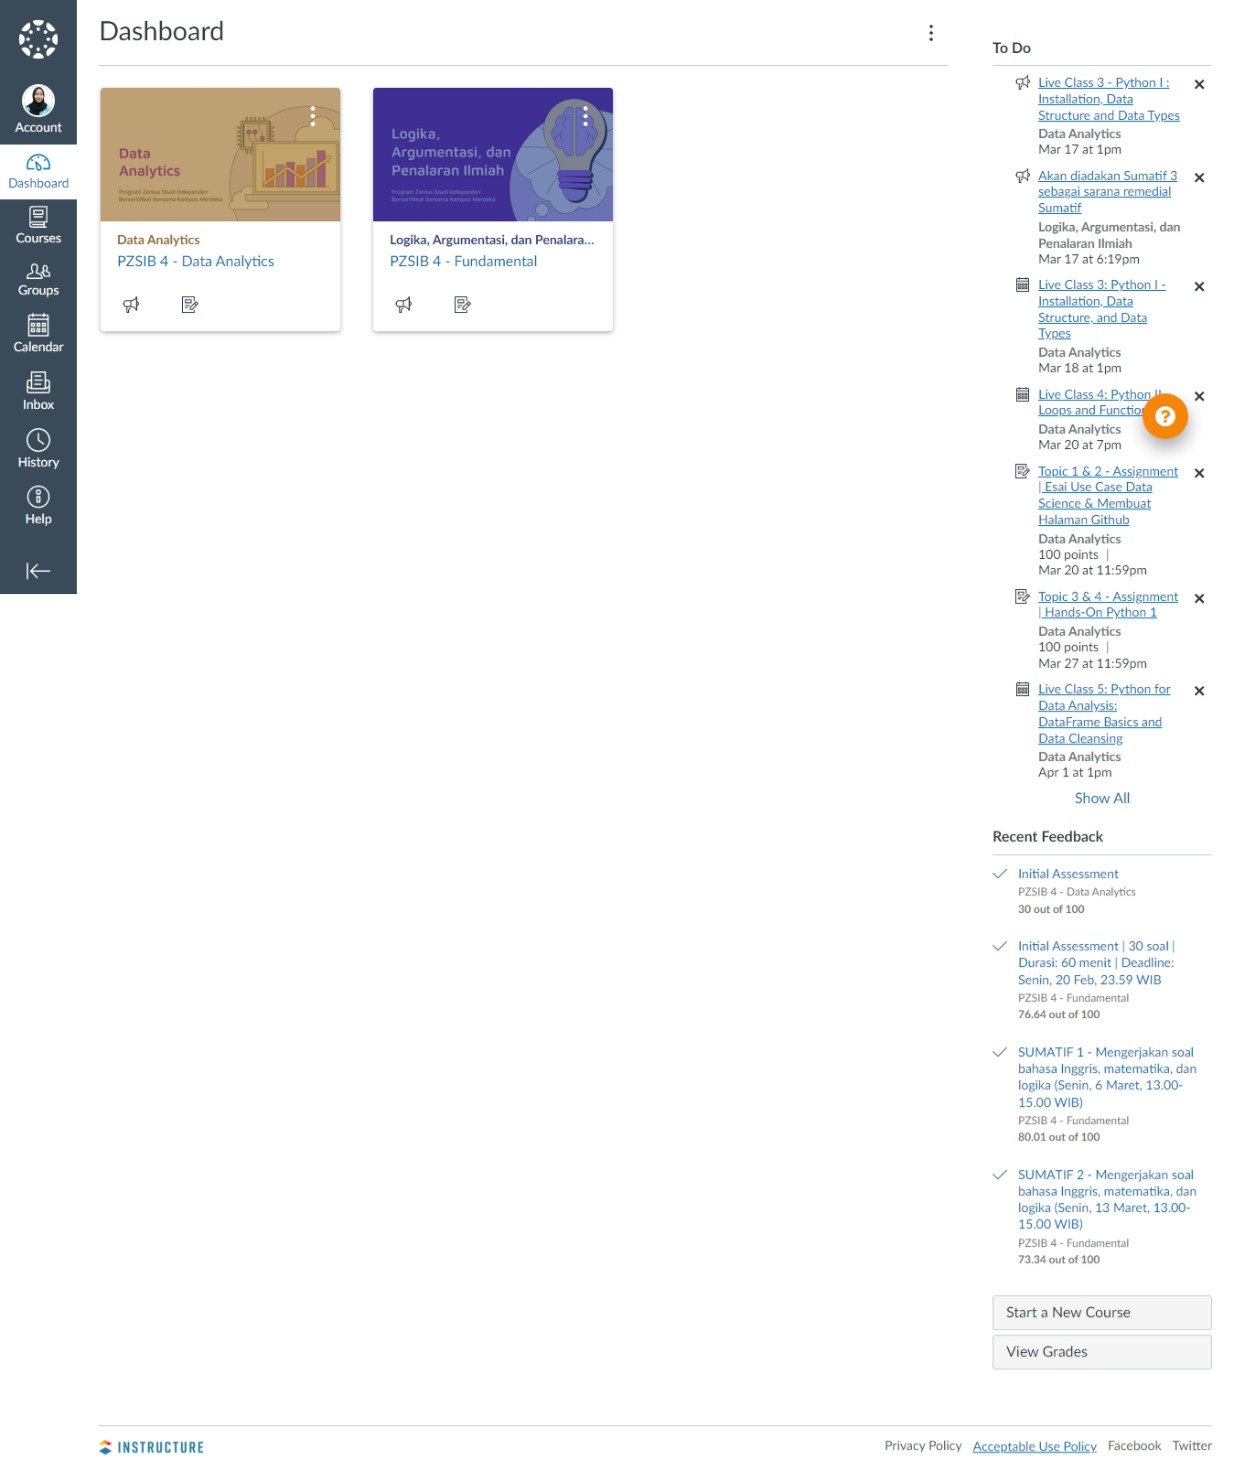 Dashboard
Account
Dashboard
Courses
Groups
Calendar
Inbox
History
Help
Data
Analytics
Program Zenius Studi Independen
Bersertifikat Bersama Kampus Merdeka
Data Analytics
PZSIB 4 - Data Analytics
Logika,
Argumentasi, dan
Penalaran Ilmiah
Program Zenius Studi Independen
Bersertifikat Bersama Kampus Merdeka
Logika, Argumentasi, dan Penalara...
PZSIB 4 - Fundamental
To Do
Live Class 3 - Python I :
Installation, Data
Structure and Data Types
Data Analytics
Mar 17 at 1pm
Akan diadakan Sumatif 3
sebagai sarana remedial
Sumatif
Logika, Argumentasi, dan
Penalaran Ilmiah
Mar 17 at 6:19pm
Live Class 3: Python I -
Installation, Data
Structure, and Data
Types
Data Analytics
Mar 18 at 1pm
Live Class 4: Python
Loops and
Data Analytics
Mar 20 at 7pm
Topic 1 & 2 - Assignment
| Esai Use Case Data
Science & Membuat
Halaman Github
Data Analytics
100 points |
Mar 20 at 11:59pm
Topic 3 & 4 - Assignment
| Hands-On Python 1
Data Analytics
100 points |
Mar 27 at 11:59pm
Live Class 5: Python for
Data Analysis:
DataFrame Basics and
Data Cleansing
Data Analytics
Apr 1 at 1pm
Show All
Recent Feedback
Initial Assessment
PZSIB 4 - Data Analytics
30 out of 100
Initial Assessment | 30 soal |
Durasi: 60 menit | Deadline:
Senin, 20 Feb, 23.59 WIB
PZSIB 4 - Fundamental
76.64 out of 100
SUMATIF 1 - Mengerjakan soal
bahasa Inggris, matematika, dan
logika (Senin, 6 Maret, 13.00-
15.00 WIB)
PZSIB 4 - Fundamental
80.01 out of 100
SUMATIF 2 - Mengerjakan soal
bahasa Inggris, matematika, dan
logika (Senin, 13 Maret, 13.00-
15.00 WIB)
PZSIB 4 - Fundamental
73.34 out of 100
Start a New Course
View Grades
INSTRUCTURE
Privacy Policy Acceptable Use Policy Facebook Twitter